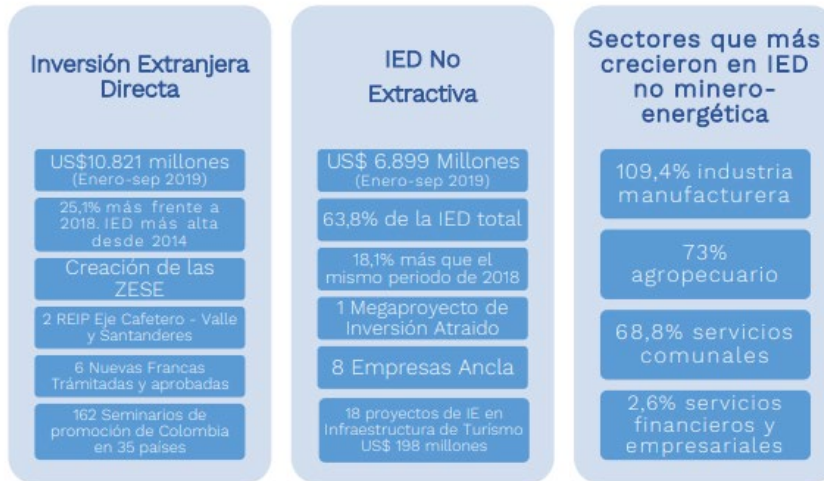 Inversión Extranjera
Directa
US$10.821 millones
(Enero-sep 2019)
25,1% más frente a
2018. IED más alta
desde 2014
Creación de las
ZESE
2 REIP Eje Cafetero - Valle
y Santanderes
6 Nuevas Francas
Trámitadas y aprobadas
162 Seminarios de
promoción de Colombia
en 35 países
IED No
Extractiva
US$ 6.899 Millones
(Enero-sep 2019)
63,8% de la IED total
18,1% más que el
mismo periodo de 2018
1 Megaproyecto de
Inversión Atraido
8 Empresas Ancla
18 proyectos de IE en
Infraestructura de Turismo
US$ 198 millones
Sectores que más
crecieron en IED
no minero-
energética
109,4% industria
manufacturera
73%
agropecuario
68,8% servicios
comunales
2,6% servicios
financieros y
empresariales